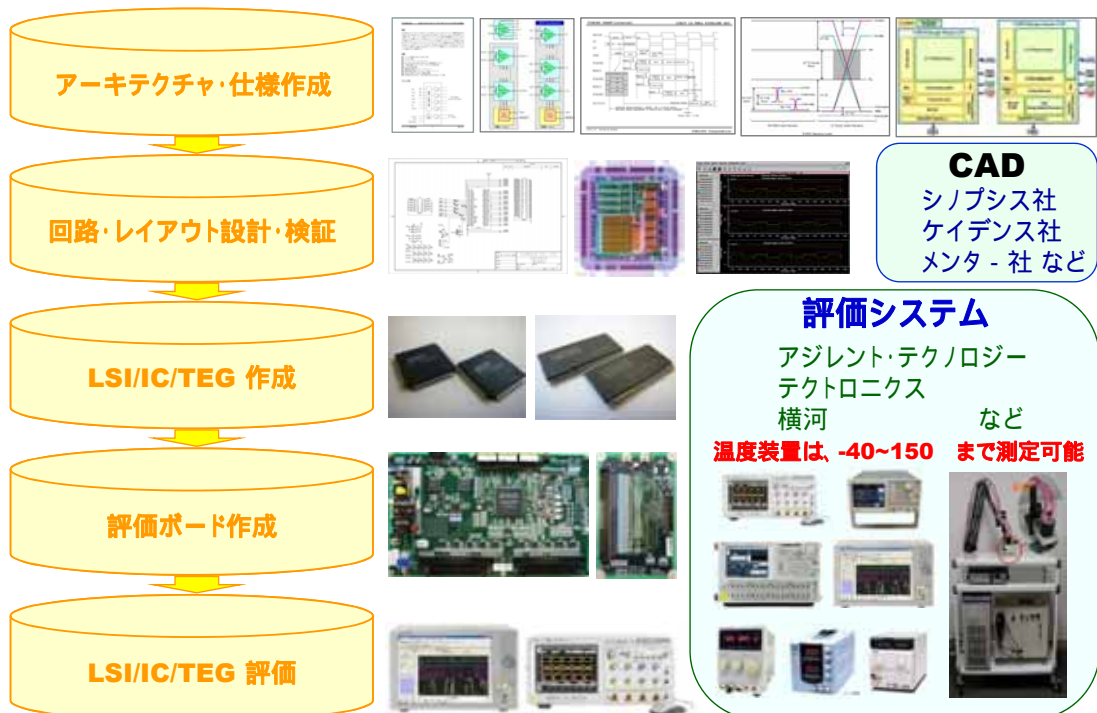 アーキテクチャ・仕様作成
回路・レイアウト設計・検証
CAD
シノプシス社
ケイデンス社
メンタ - 社 など
LSI/IC/TEG 作成
評価システム
アジレント・テクノロジー
テクトロニクス
横河 など
温度装置は、-40~150 まで測定可能
評価ボード作成
LSI/IC/TEG 評価